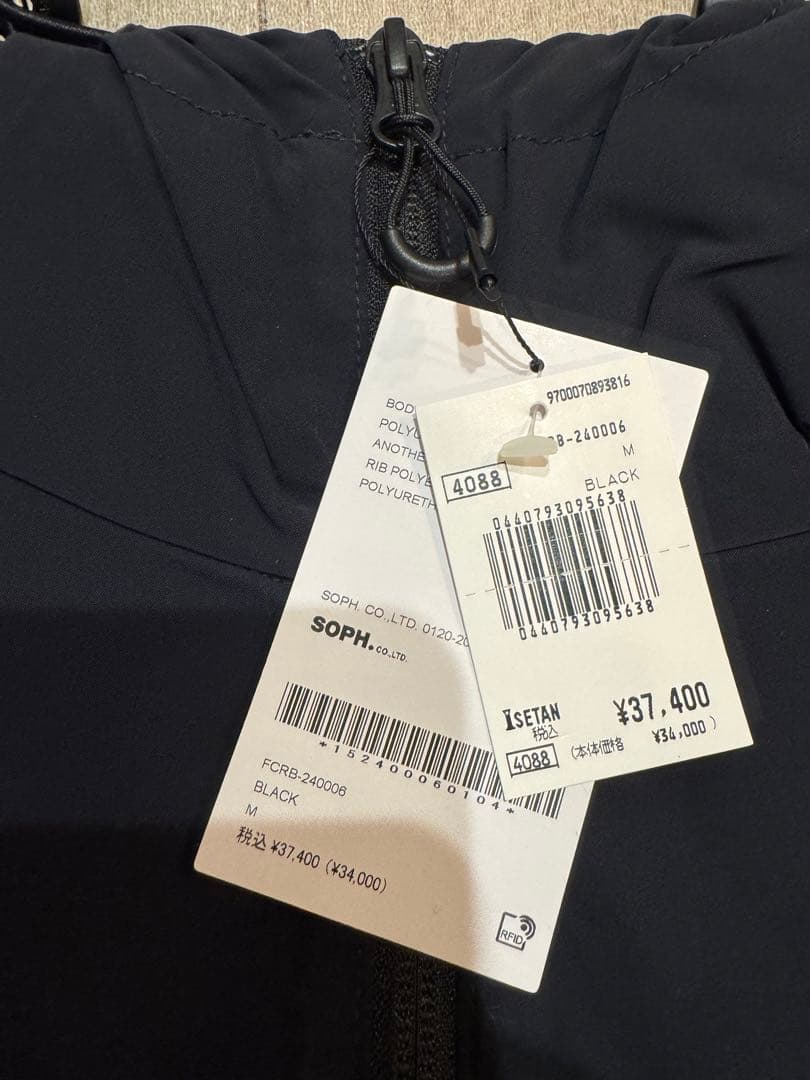 9700070893816
RB-240006
M
4088
BLACK
0440793095638
0440793095638
ISETAN
¥37,400
税込
(本体価格 ¥34,000)
4088
BOD
POLYU
ANOTHE
RIB POLYE
POLYURETH
SOPH. CO.,LTD. 0120-20
SOPH.CO.,LTD.
*152400060104*
FCRB-240006
BLACK
M
税込 ¥37,400 (¥34,000)
RFID